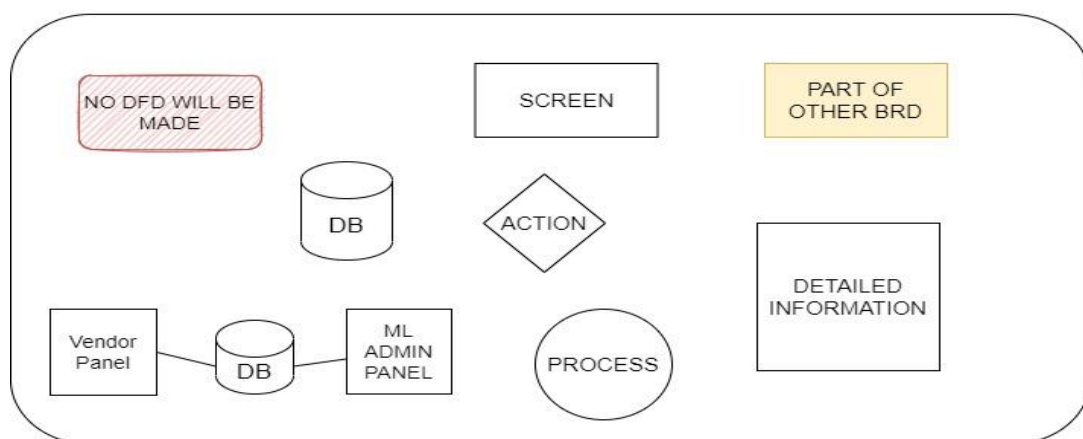 NO DFD WILL BE
MADE
SCREEN
PART OF
OTHER BRD
DB
ACTION
DETAILED
INFORMATION
Vendor
Panel
DB
ML
ADMIN
PANEL
PROCESS